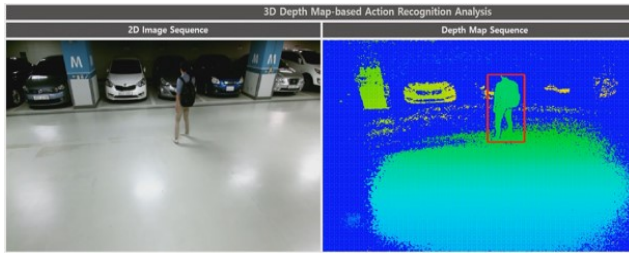 3D Depth Map-based Action Recognition Analysis
2D Image Sequence
Depth Map Sequence
M
M